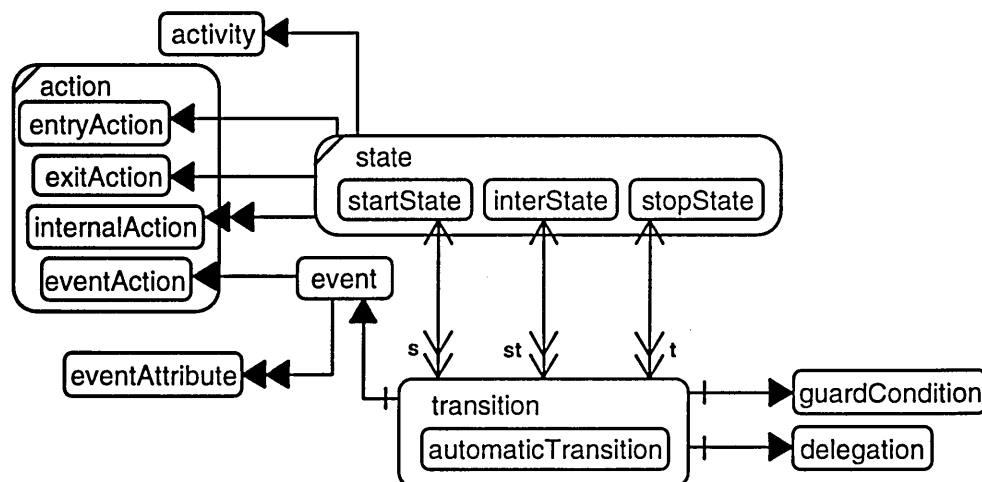 activity
action
entryAction
state
exitAction
startState interState stopState
internalAction
eventAction event
s st t
eventAttribute
guardCondition
transition
automaticTransition delegation